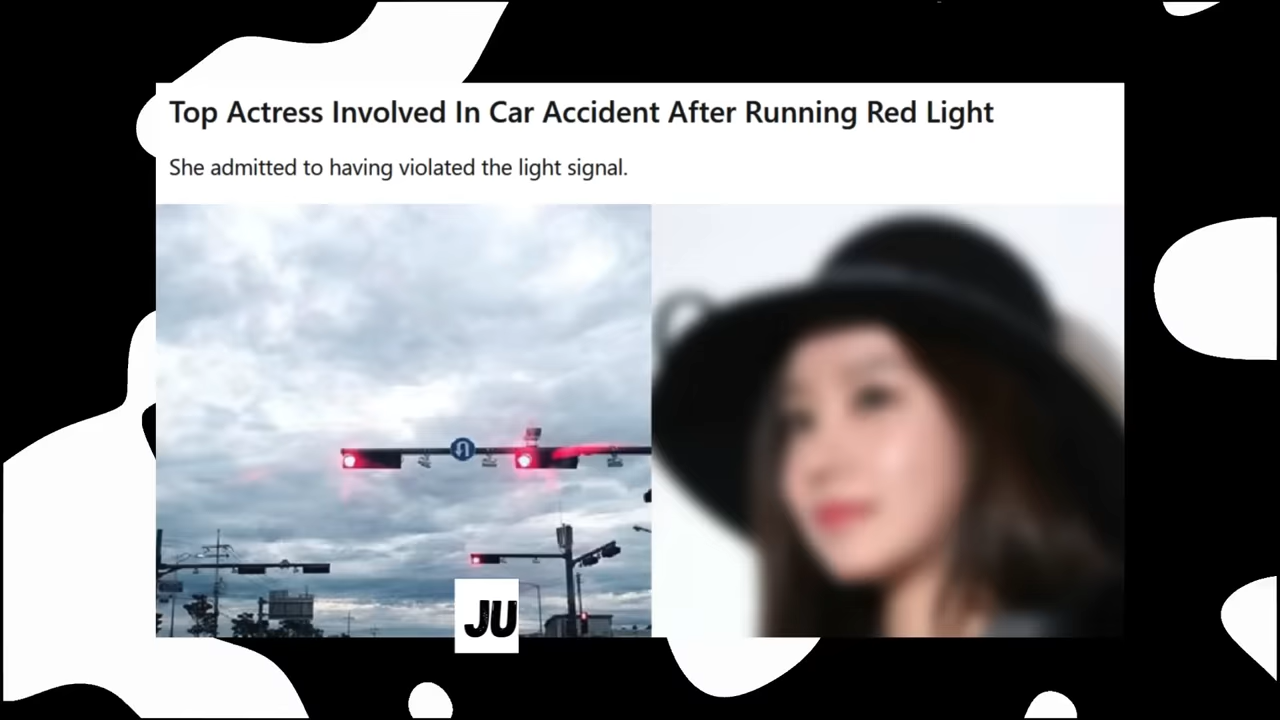 Top Actress Involved In Car Accident After Running Red Light
She admitted to having violated the light signal.
JU